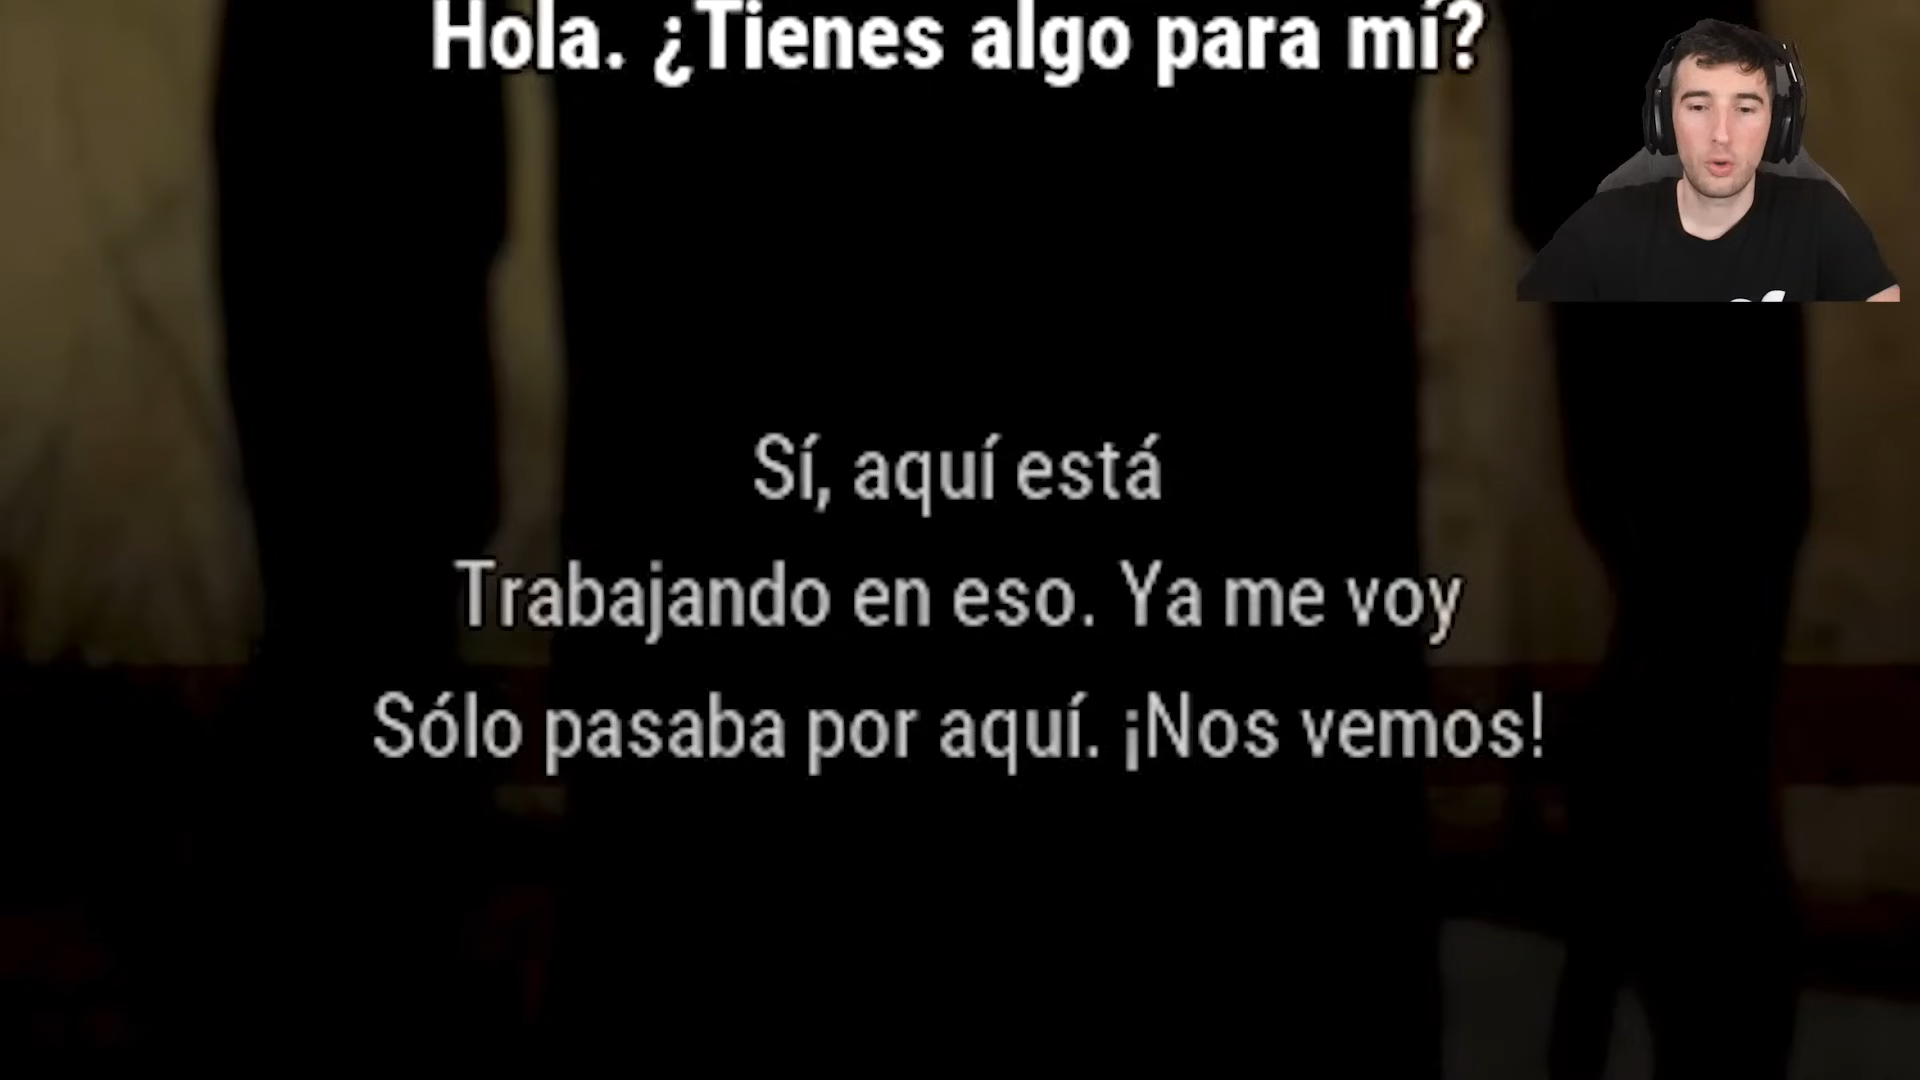 Hola. ¿Tienes algo para mí?
Sí, aquí está
Trabajando en eso. Ya me voy
Sólo pasaba por aquí. ¡Nos vemos!